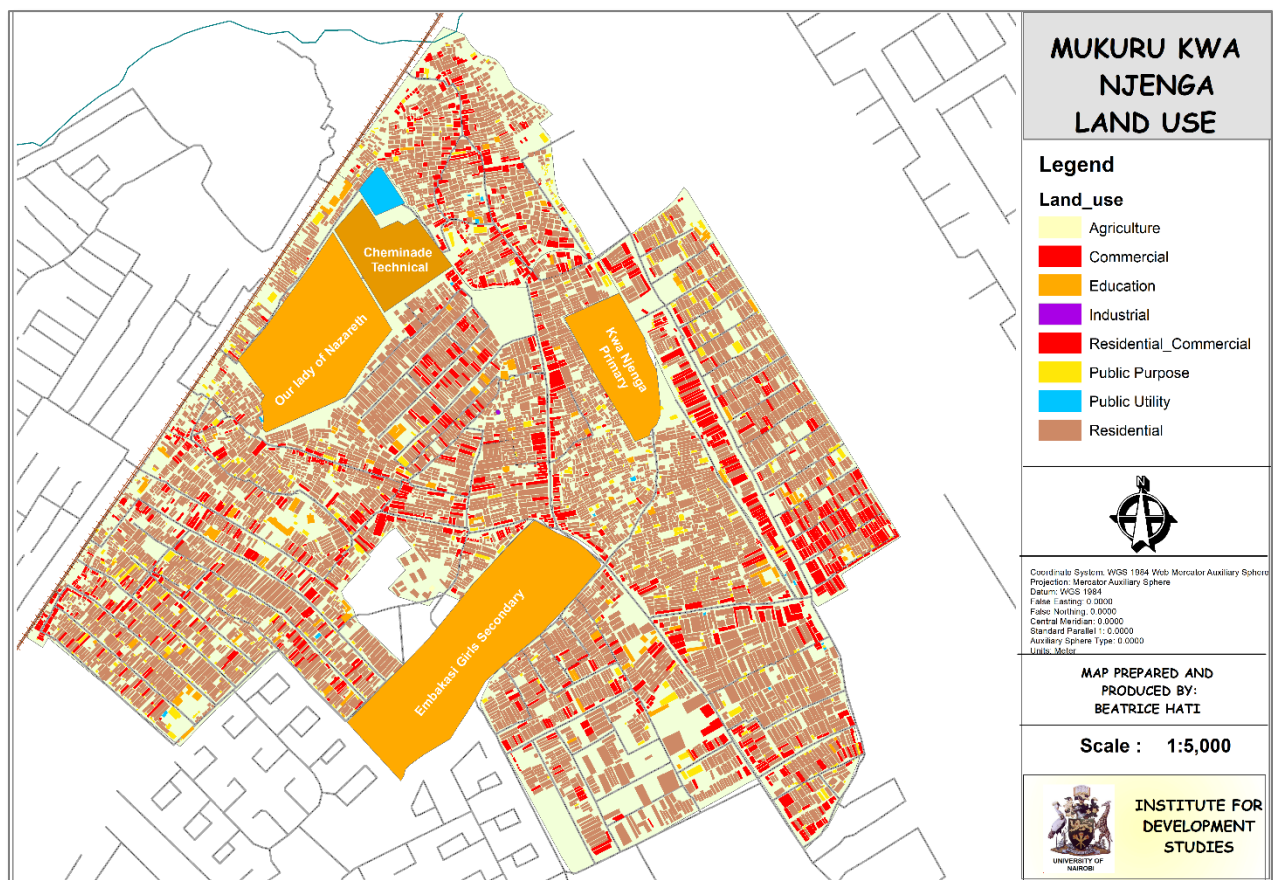 MUKURU KWA
NJENGA
LAND USE
Legend
Land_use
Agriculture
Commercial
Education
Industrial
Residential_Commercial
Public Purpose
Public Utility
Residential
N
Coordinate System: WGS 1984 Web Mercator Auxiliary Sphere
Projection: Mercator Auxiliary Sphere
Datum: WGS 1984
False Easting: 0.0000
False Northing: 0.0000
Central Meridian: 0.0000
Standard Parallel 1: 0.0000
Auxiliary Sphere Type: 0.0000
Units: Meter
MAP PREPARED AND
PRODUCED BY:
BEATRICE HATI
Scale : 1:5,000
INSTITUTE FOR
DEVELOPMENT
STUDIES
UNIVERSITY OF
NAIROBI
Cheminade
Technical
Our lady of Nazareth
Kwa Njenga
Primary
Embakasi Girls Secondary